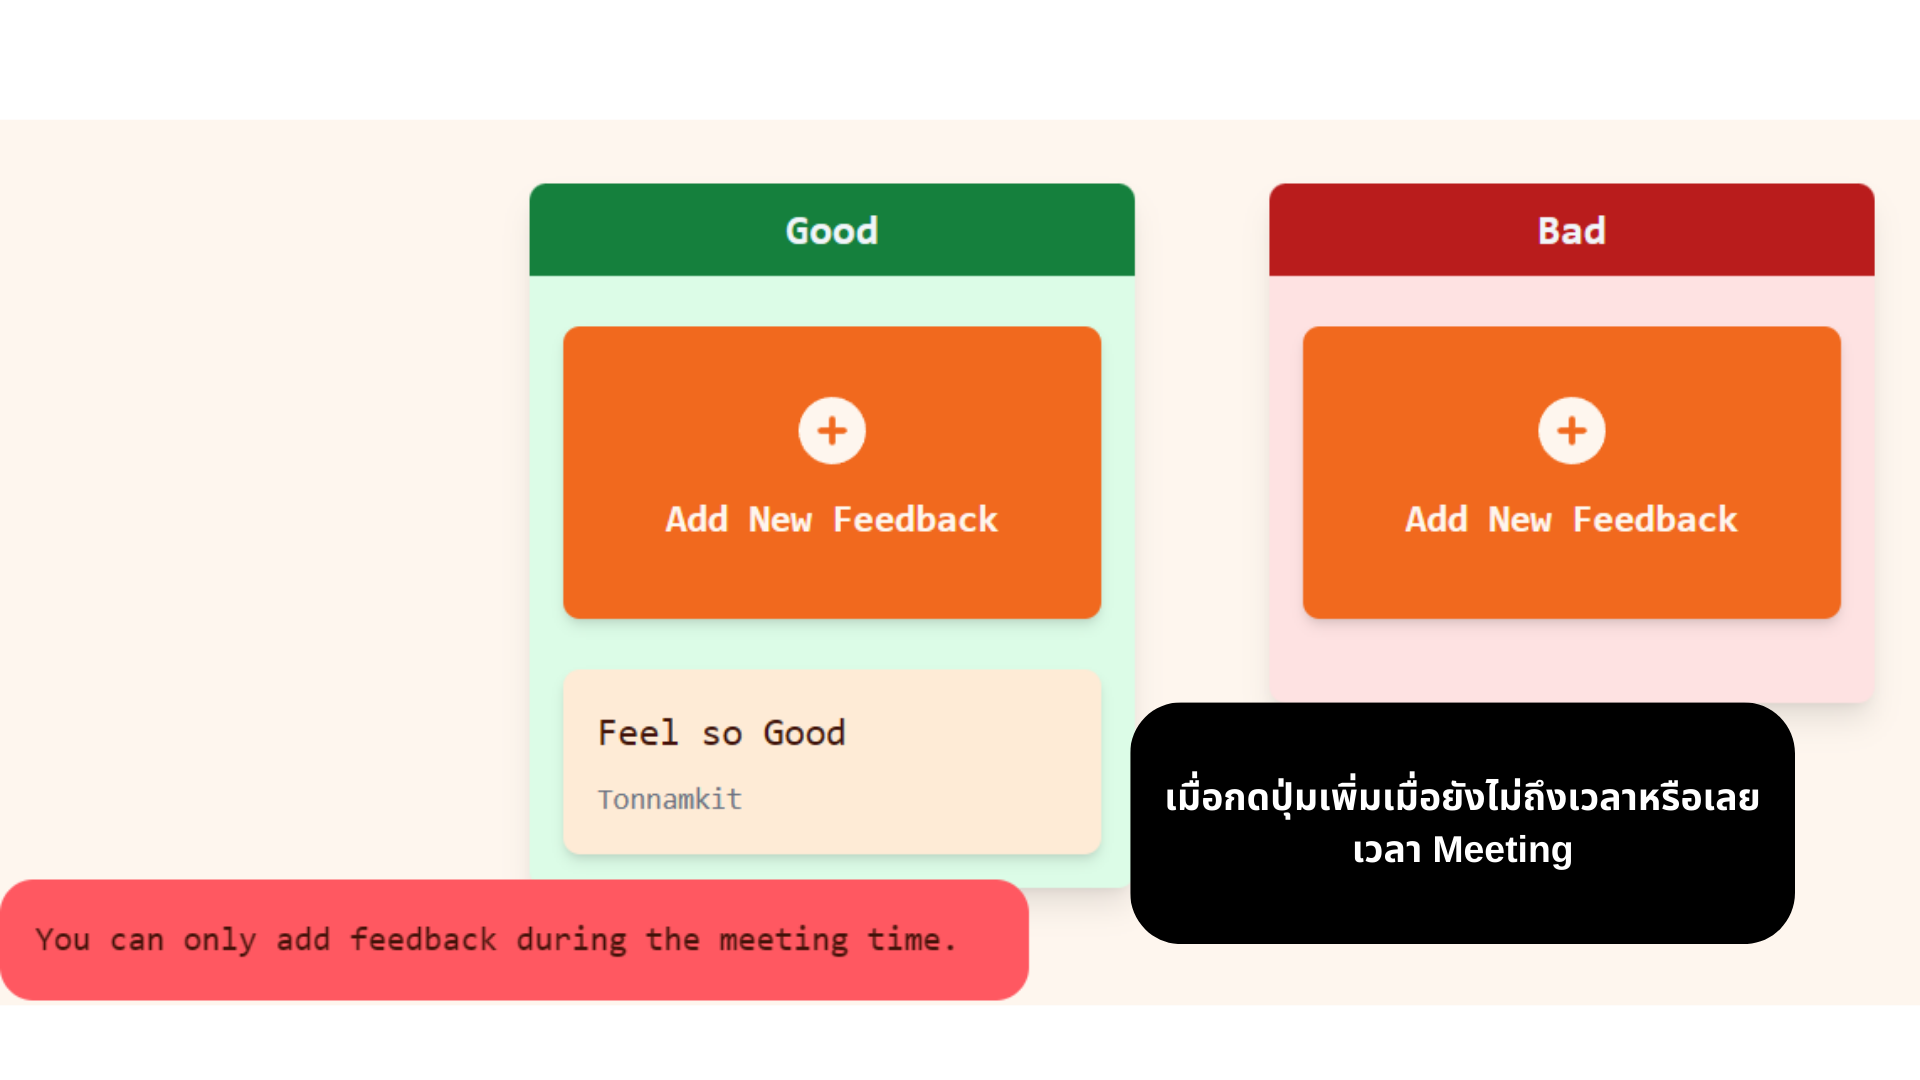 Good
Add New Feedback
Feel so Good
Tonnamkit
Bad
Add New Feedback
เมื่อกดปุ่มเพิ่มเมื่อยังไม่ถึงเวลาหรือเลย
เวลา Meeting
You can only add feedback during the meeting time.